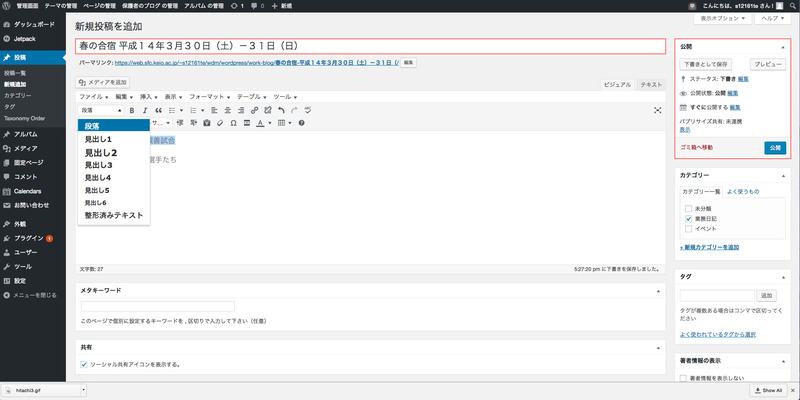 管理画面 テーマの管理 ページの管理 保護者のブログ の管理 アルバム の管理 1 0 + 新規 こんにちは、s12161te さん !
ダッシュボード
Jetpack
投稿
投稿一覧
新規追加
カテゴリー
タグ
Taxonomy Order
アルバム
メディア
固定ページ
コメント
Calendars
お問い合わせ
外観
プラグイン 1
ユーザー
ツール
設定
メニューを閉じる
表示オプション ▼ ヘルプ ▼
新規投稿を追加
春の合宿 平成１４年３月３０日（土）－３１日（日）
パーマリンク: https://web.sfc.keio.ac.jp/~s12161te/wdm/wordpress/work-blog/春の合宿-平成１４年３月３０日（土）－３１日（/ 編集
メディアを追加
ビジュアル テキスト
ファイル ▾ 編集 ▾ 挿入 ▾ 表示 ▾ フォーマット ▾ テーブル ▾ ツール ▾
段落
B I
サ...
段落
見出し1
見出し2
見出し3
見出し4
見出し5
見出し6
整形済みテキスト
善試合
選手たち
文字数: 27 5:27:20 pm に下書きを保存しました。
メタキーワード
このページで個別に設定するキーワードを , 区切りで入力して下さい（任意）
共有
ソーシャル共有アイコンを表示する。
公開
下書きとして保存 プレビュー
ステータス: 下書き 編集
公開状態: 公開 編集
すぐに公開する 編集
パブリサイズ共有: 未連携
表示
ゴミ箱へ移動 公開
カテゴリー
カテゴリー一覧 よく使うもの
未分類
業務日記
イベント
+ 新規カテゴリーを追加
タグ
追加
タグが複数ある場合はコンマで区切ってください
よく使われているタグから選択
著者情報の表示
著者情報を表示しない
hitachi3.gif Show All